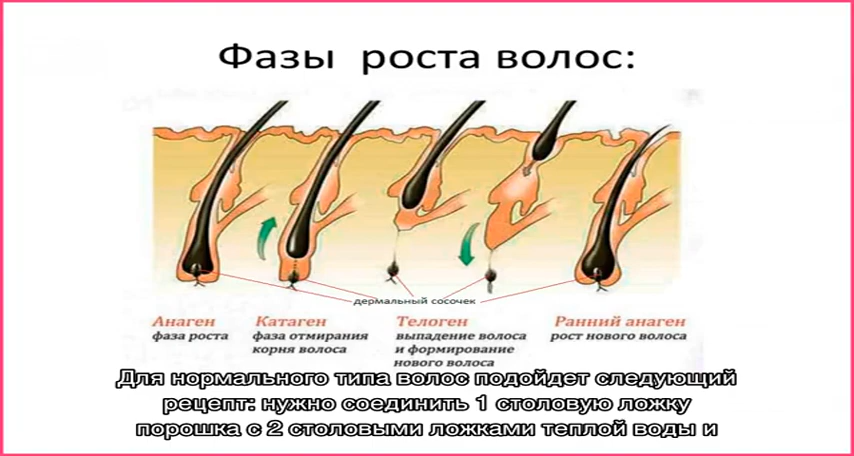 Фазы роста волос:
дермальный сосочек
Анаген
фаза роста
Катаген
фаза отмирания
корня волоса
Телоген
выпадение волоса
и формирование
нового волоса
Ранний анаген
рост нового волоса
Для нормального типа волос подойдет следующий
рецепт: нужно соединить 1 столовую ложку
порошка с 2 столовыми ложками теплой воды и